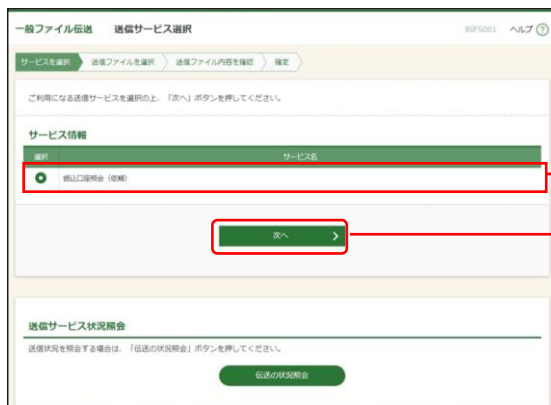 一般ファイル伝送 送信サービス選択 BIFS001 ヘルプ ?
サービスを選択 送信ファイルを選択 送信ファイル内容を確認 確定
ご利用になる送信サービスを選択の上、「次へ」ボタンを押してください。
サービス情報
選択 サービス名
振込口座照会（依頼）
次へ
送信サービス状況照会
送信状況を照会する場合は、「伝送の状況照会」ボタンを押してください。
伝送の状況照会